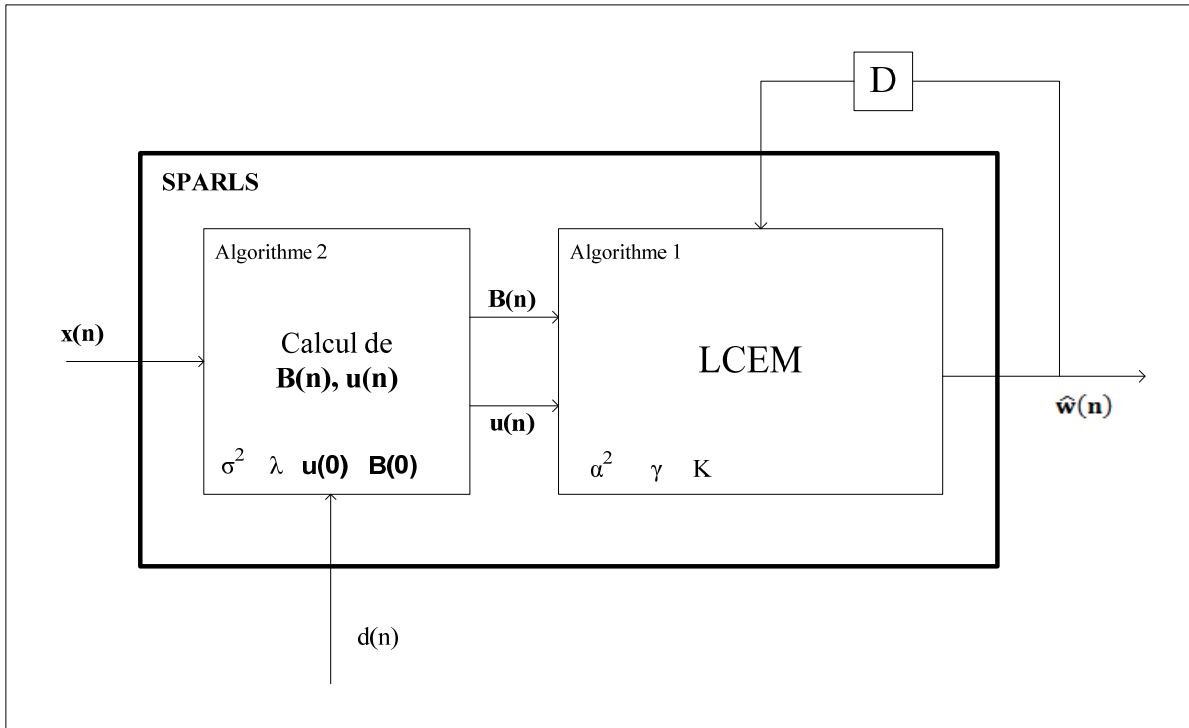 D
SPARLS
Algorithme 2
Algorithme 1
B(n)
x(n)
Calcul de
B(n), u(n)
LCEM
u(n)
ŵ(n)
σ² λ u(0) B(0)
α² γ K
d(n)